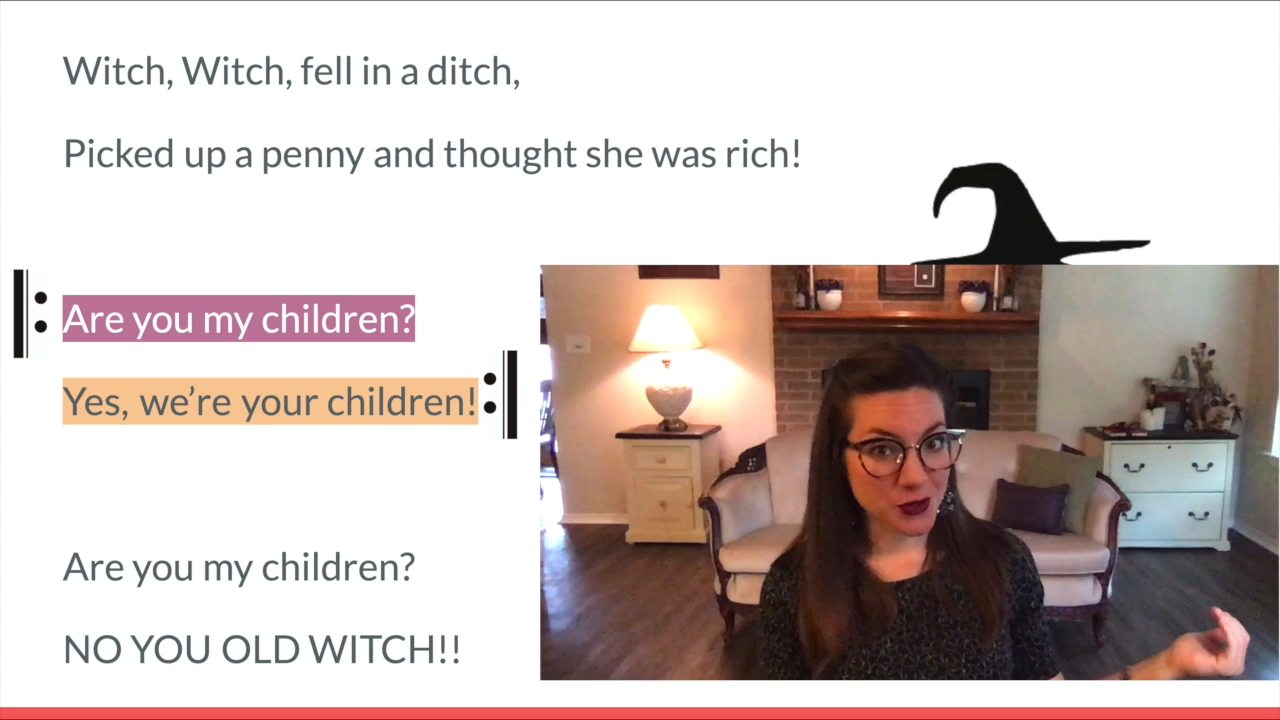 Witch, Witch, fell in a ditch,
Picked up a penny and thought she was rich!
Are you my children?
Yes, we’re your children!
Are you my children?
NO YOU OLD WITCH!!